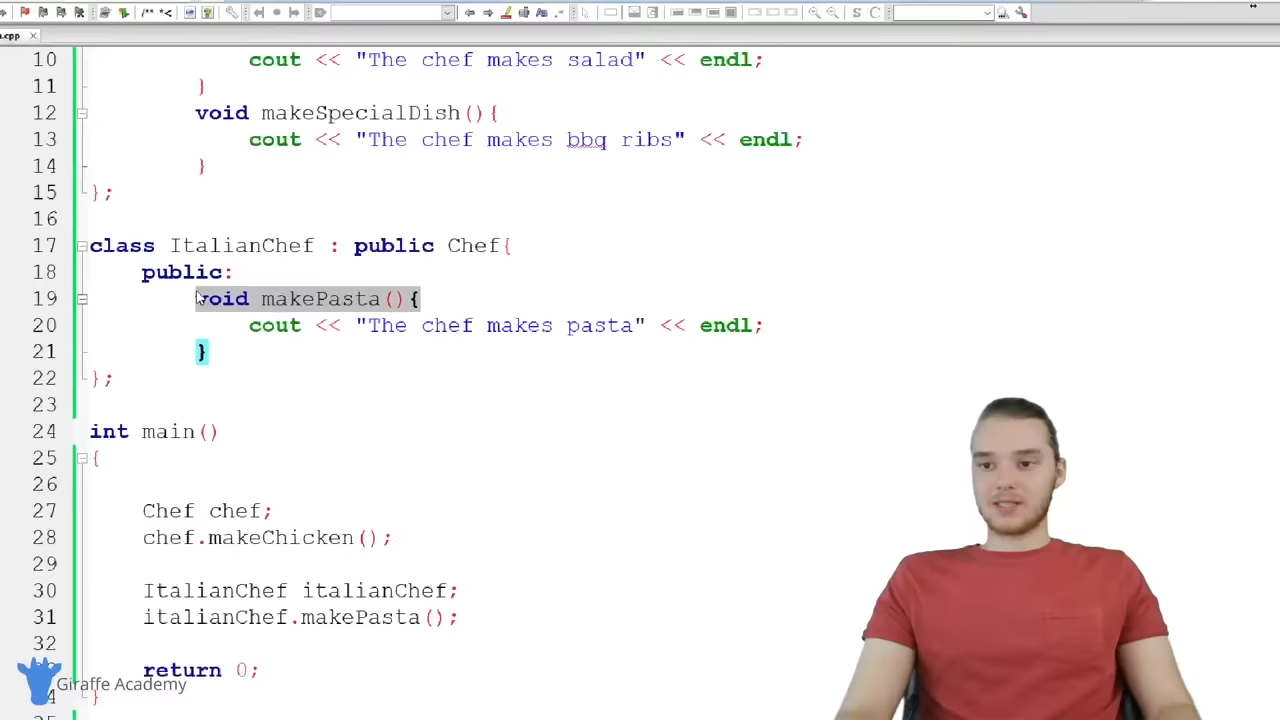 .cpp
10 cout << "The chef makes salad" << endl;
11 }
12 void makeSpecialDish(){
13 cout << "The chef makes bbq ribs" << endl;
14 }
15 };
16
17 class ItalianChef : public Chef{
18 public:
19 void makePasta(){
20 cout << "The chef makes pasta" << endl;
21 }
22 };
23
24 int main()
25 {
26
27 Chef chef;
28 chef.makeChicken();
29
30 ItalianChef italianChef;
31 italianChef.makePasta();
32
return 0;
4 }
Giraffe Academy